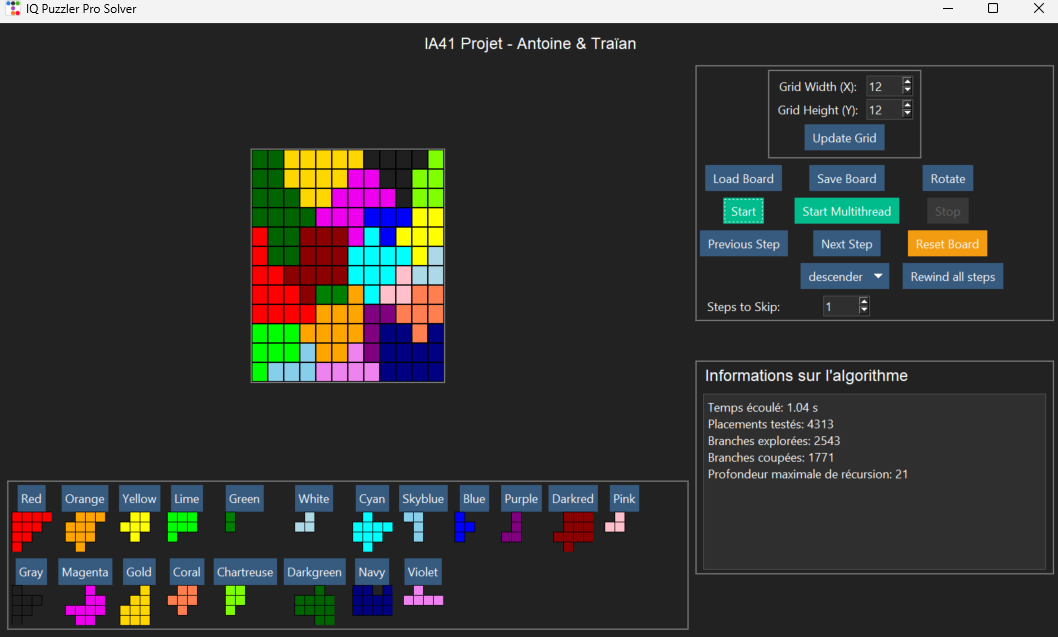 IQ Puzzler Pro Solver
IA41 Projet - Antoine & Traïan
Grid Width (X): 12
Grid Height (Y): 12
Update Grid
Load Board Save Board Rotate
Start Start Multithread Stop
Previous Step Next Step Reset Board
descender Rewind all steps
Steps to Skip: 1
Informations sur l'algorithme
Temps écoulé: 1.04 s
Placements testés: 4313
Branches explorées: 2543
Branches coupées: 1771
Profondeur maximale de récursion: 21
Red Orange Yellow Lime Green White Cyan Skyblue Blue Purple Darkred Pink
Gray Magenta Gold Coral Chartreuse Darkgreen Navy Violet